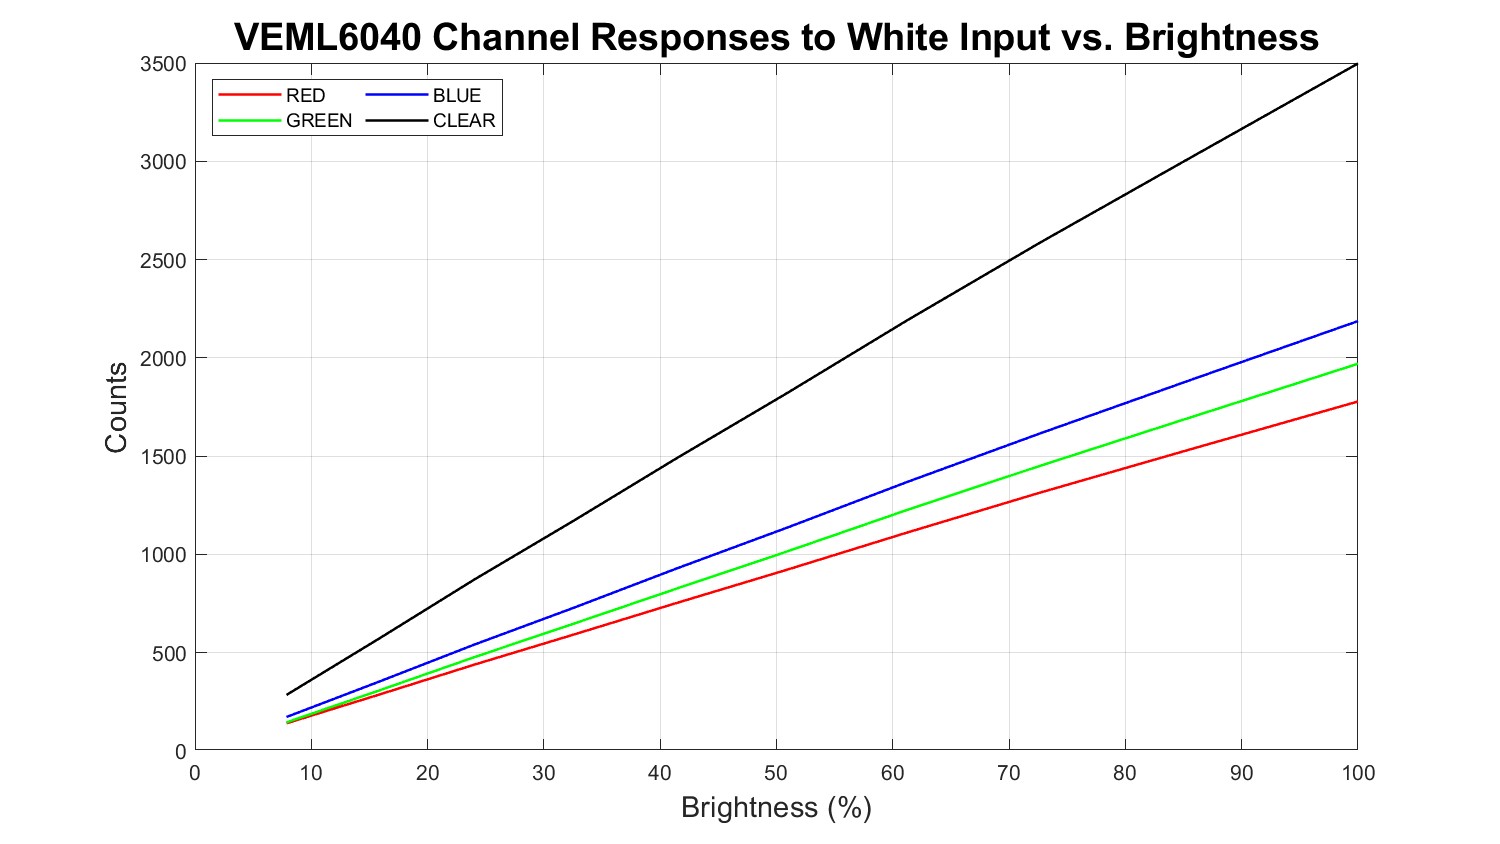 VEML6040 Channel Responses to White Input vs. Brightness
3500
RED BLUE
GREEN CLEAR
3000
2500
2000
1500
1000
500
0
Counts
0 10 20 30 40 50 60 70 80 90 100
Brightness (%)